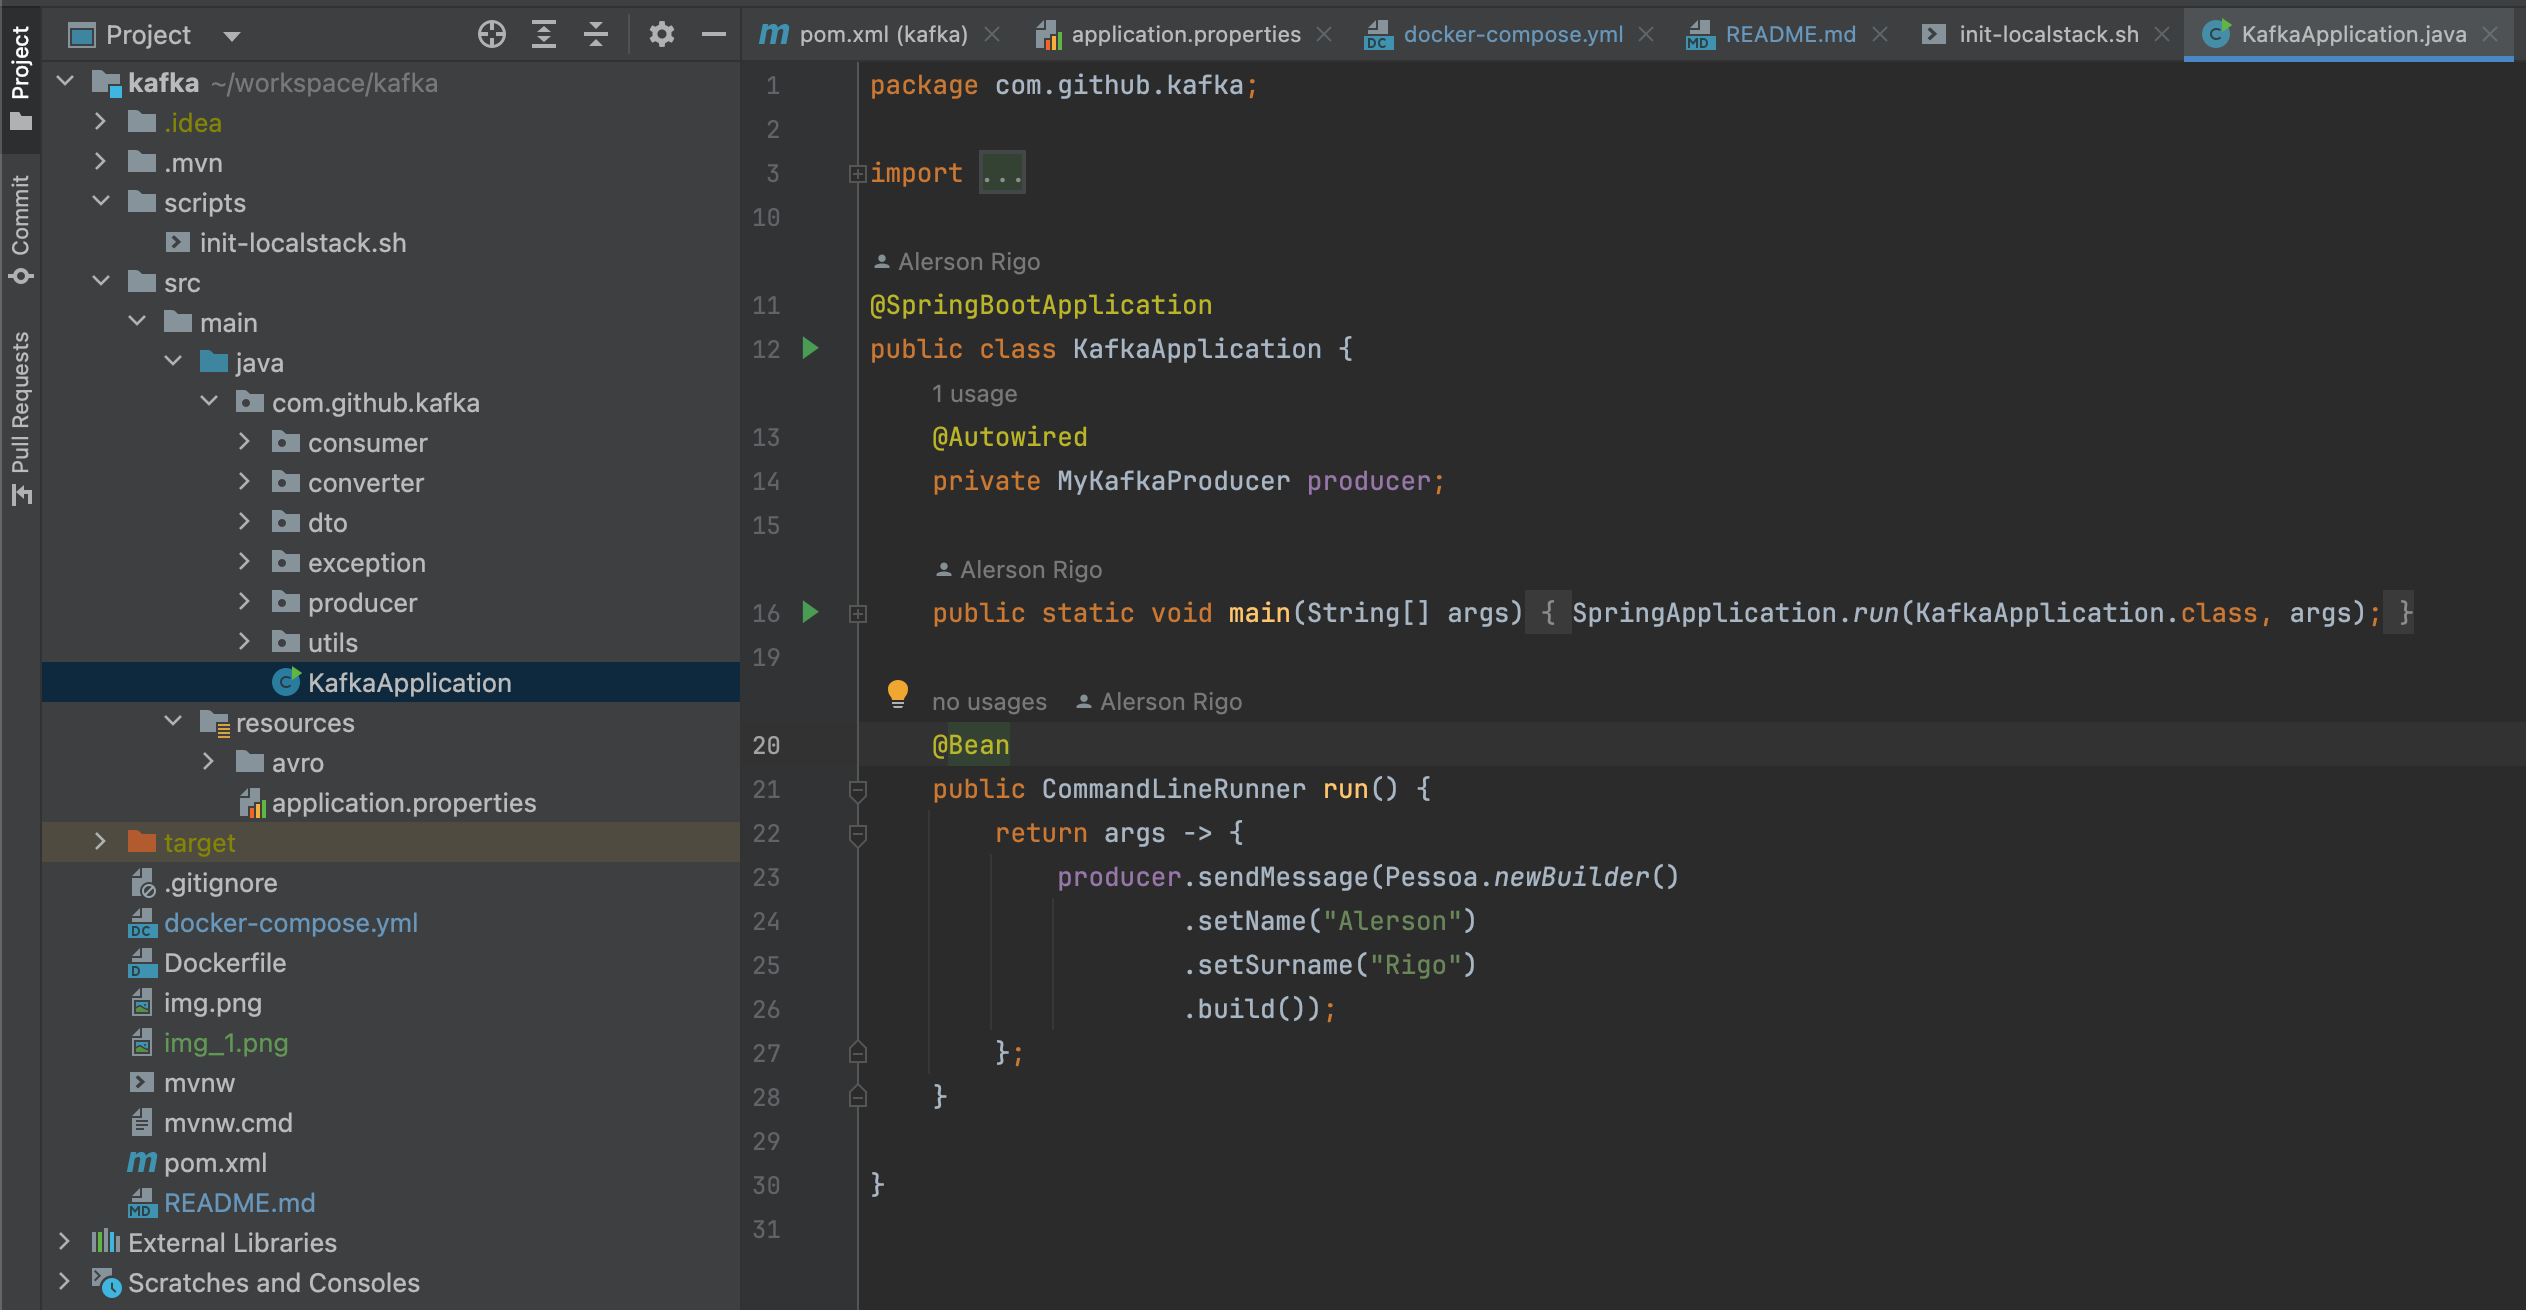 Project
Commit
Pull Requests
Project
kafka ~/workspace/kafka
.idea
.mvn
scripts
init-localstack.sh
src
main
java
com.github.kafka
consumer
converter
dto
exception
producer
utils
KafkaApplication
resources
avro
application.properties
target
.gitignore
docker-compose.yml
Dockerfile
img.png
img_1.png
mvnw
mvnw.cmd
pom.xml
README.md
External Libraries
Scratches and Consoles
pom.xml (kafka) application.properties docker-compose.yml README.md init-localstack.sh KafkaApplication.java
1 package com.github.kafka;
2
3 import ...
10
Alerson Rigo
11 @SpringBootApplication
12 public class KafkaApplication {
1 usage
13 @Autowired
14 private MyKafkaProducer producer;
15
Alerson Rigo
16 public static void main(String[] args) { SpringApplication.run(KafkaApplication.class, args); }
19
no usages Alerson Rigo
20 @Bean
21 public CommandLineRunner run() {
22 return args -> {
23 producer.sendMessage(Pessoa.newBuilder()
24 .setName("Alerson")
25 .setSurname("Rigo")
26 .build());
27 };
28 }
29
30 }
31